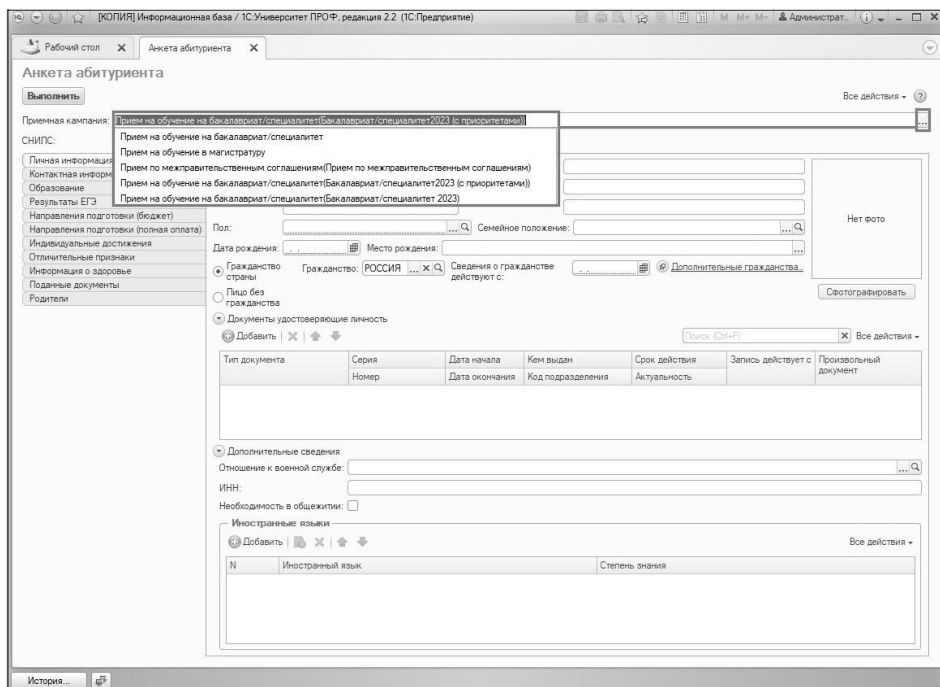 [КОПИЯ] Информационная база / 1С:Университет ПРОФ, редакция 2.2 (1С:Предприятие)
M M+ M- Администрат...
Рабочий стол
Анкета абитуриента
Анкета абитуриента
Выполнить
Все действия
Приемная кампания: Прием на обучение на бакалавриат/специалитет(Бакалавриат/специалитет2023 (с приоритетами))
Прием на обучение на бакалавриат/специалитет
СНИЛС:
Прием на обучение в магистратуру
Личная информация
Прием по межправительственным соглашениям(Прием по межправительственным соглашениям)
Контактная информ
Прием на обучение на бакалавриат/специалитет(Бакалавриат/специалитет2023 (с приоритетами))
Образование
Прием на обучение на бакалавриат/специалитет(Бакалавриат/специалитет 2023)
Результаты ЕГЭ
Направления подготовки (бюджет)
Нет фото
Направления подготовки (полная оплата)
Пол:
Семейное положение:
Индивидуальные достижения
Дата рождения: . .
Место рождения:
Отличительные признаки
Информация о здоровье
Поданные документы
Родители
Гражданство страны
Гражданство: РОССИЯ
Сведения о гражданстве действуют с: . .
Дополнительные гражданства...
Лицо без гражданства
Сфотографировать
Документы удостоверяющие личность
Добавить
Поиск (Ctrl+F)
Все действия
Тип документа Серия Дата начала Кем выдан Срок действия Запись действует с Произвольный документ
Номер Дата окончания Код подразделения Актуальность
Дополнительные сведения
Отношение к военной службе:
ИНН:
Необходимость в общежитии:
Иностранные языки
Добавить
Все действия
N Иностранный язык Степень знания
История...